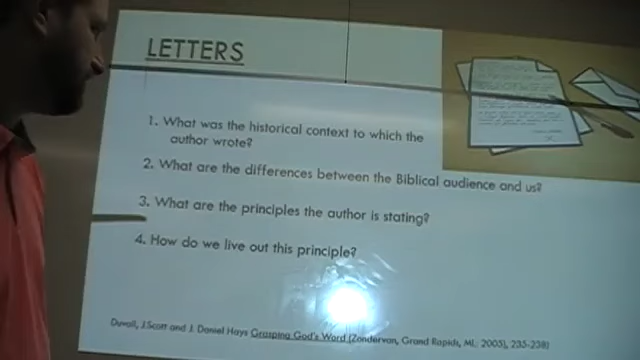 LETTERS
1. What was the historical context to which the
author wrote?
2. What are the differences between the Biblical audience and us?
3. What are the principles the author is stating?
4. How do we live out this principle?
Duvall, J.Scott and J. Daniel Hays Grasping God's Word (Zondervan, Grand Rapids, MI: 2005), 235-238)